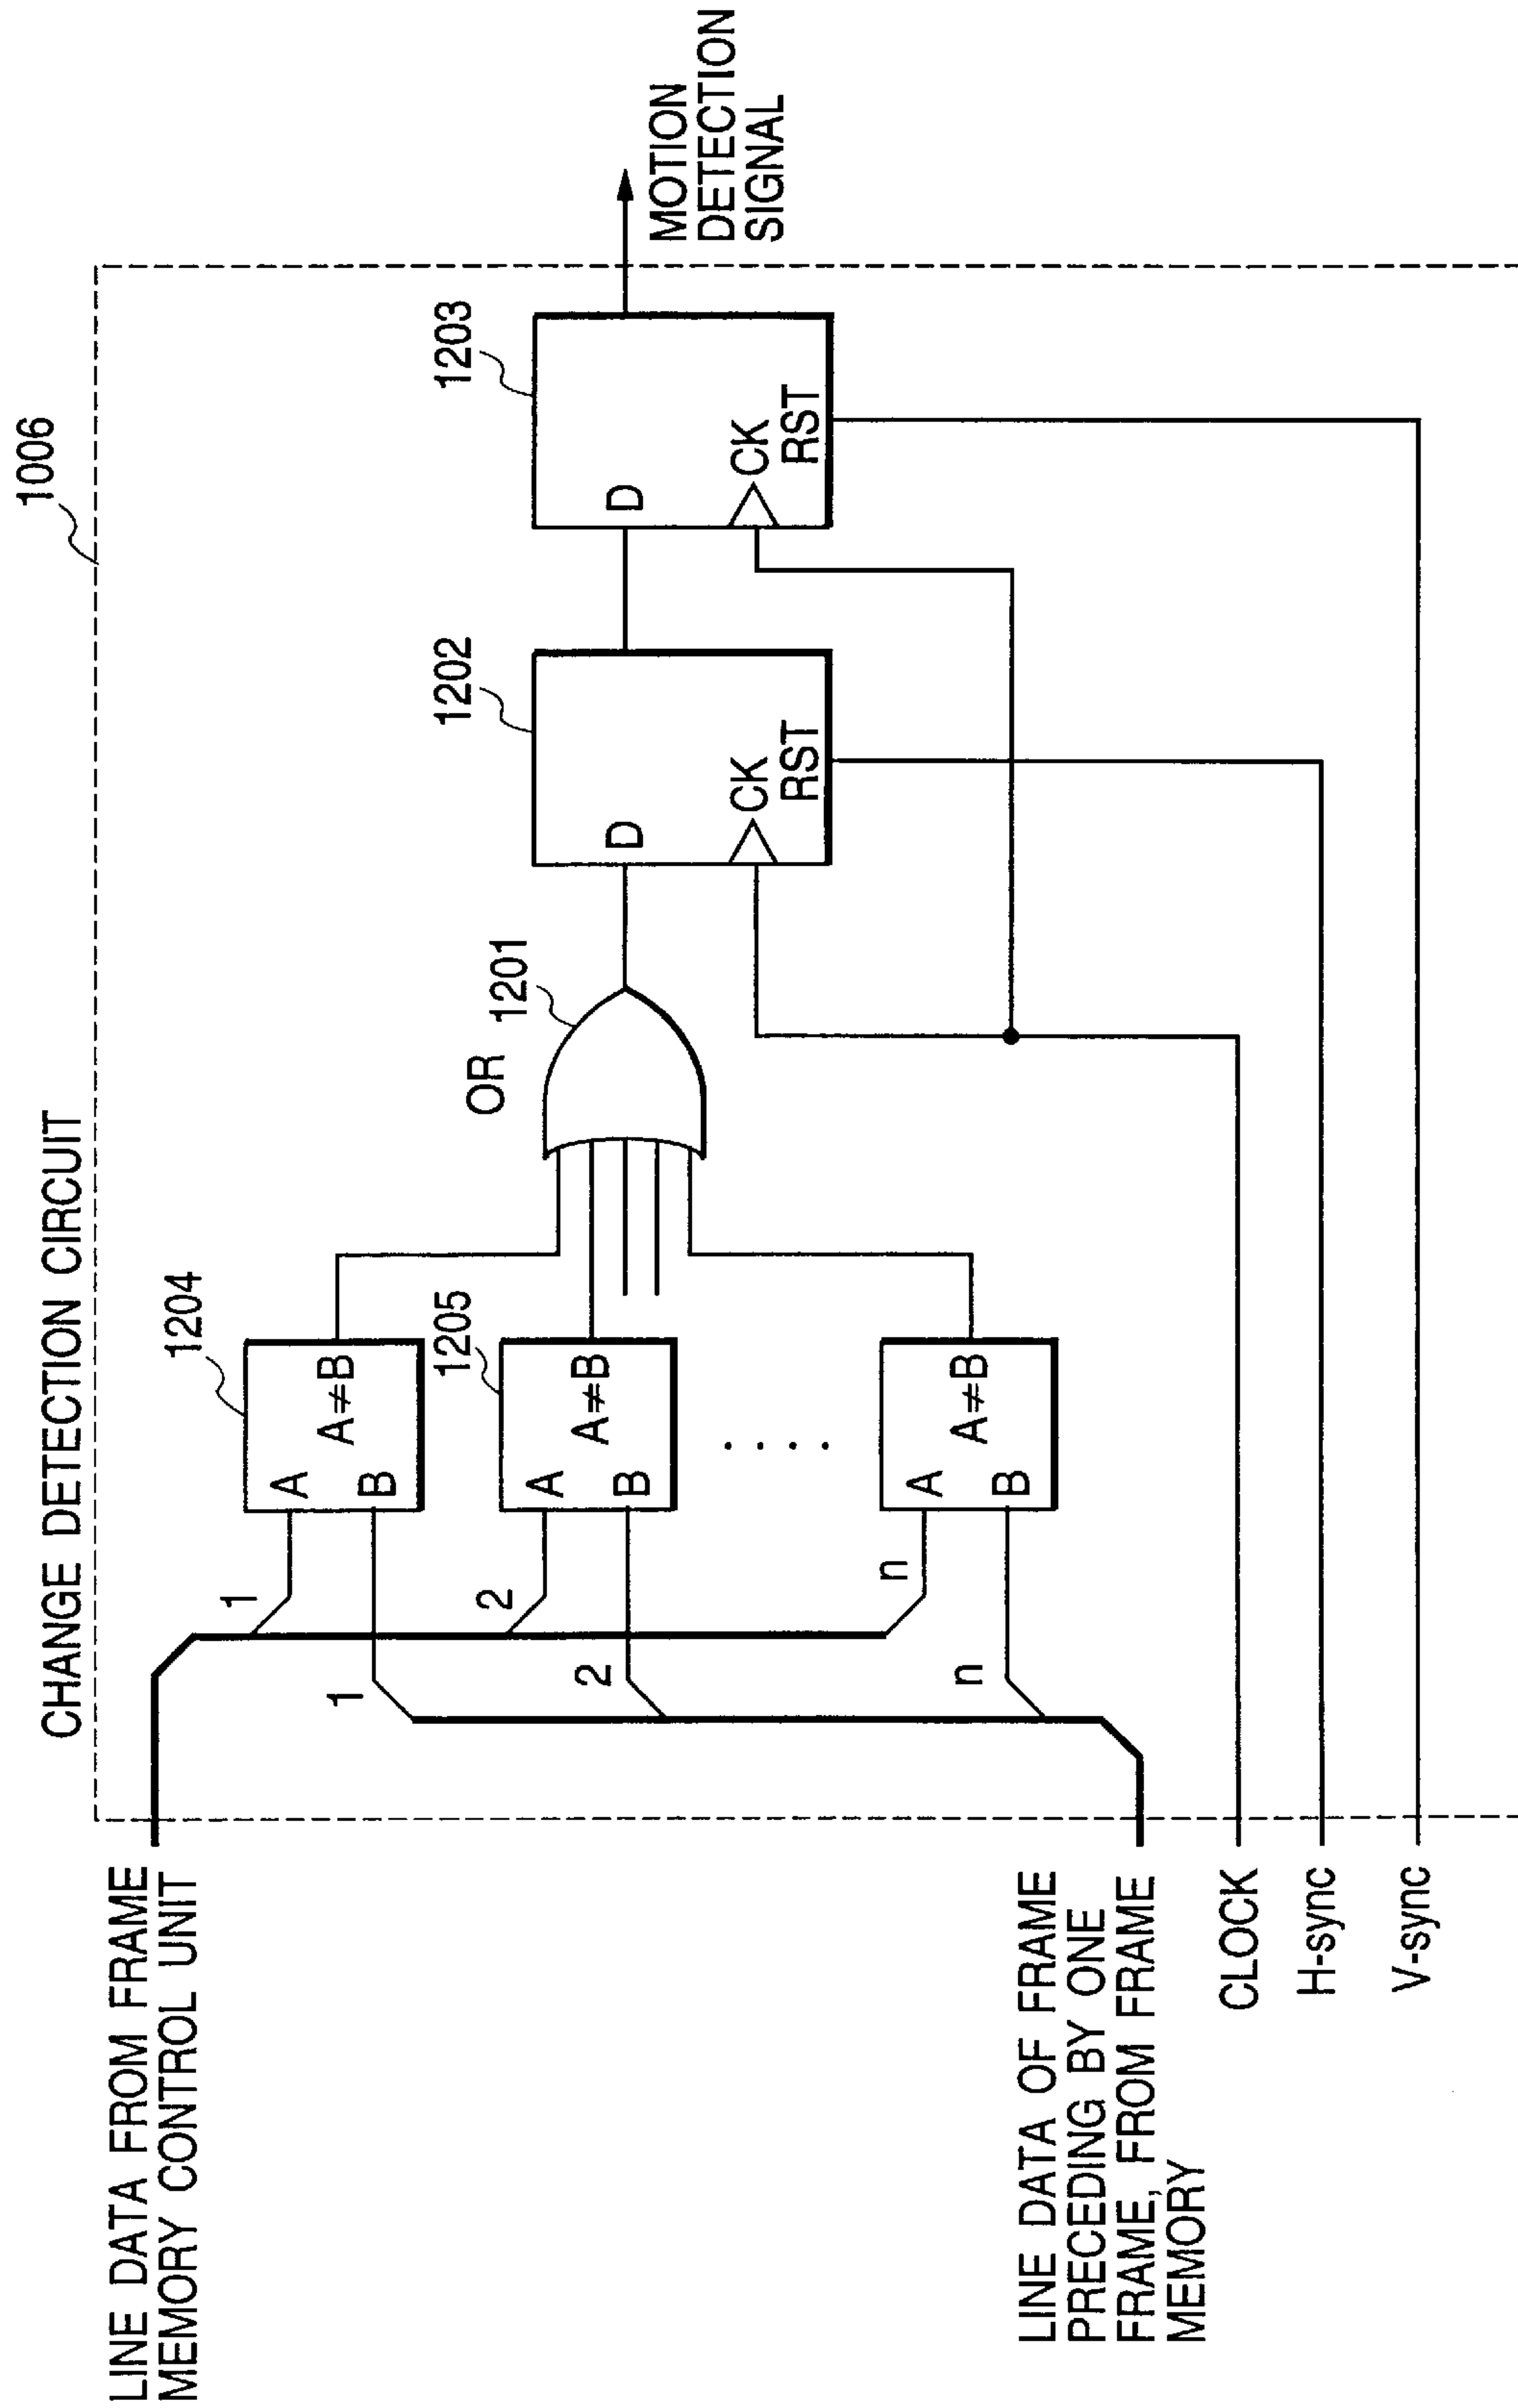 CHANGE DETECTION CIRCUIT
1006
LINE DATA FROM FRAME
MEMORY CONTROL UNIT
1
2
n
1
2
n
A
B
A≠B
1204
A
B
A≠B
1205
....
A
B
A≠B
OR
1201
D
CK
RST
1202
D
CK
RST
1203
MOTION
DETECTION
SIGNAL
LINE DATA OF FRAME
PRECEDING BY ONE
FRAME, FROM FRAME
MEMORY
CLOCK
H-sync
V-sync